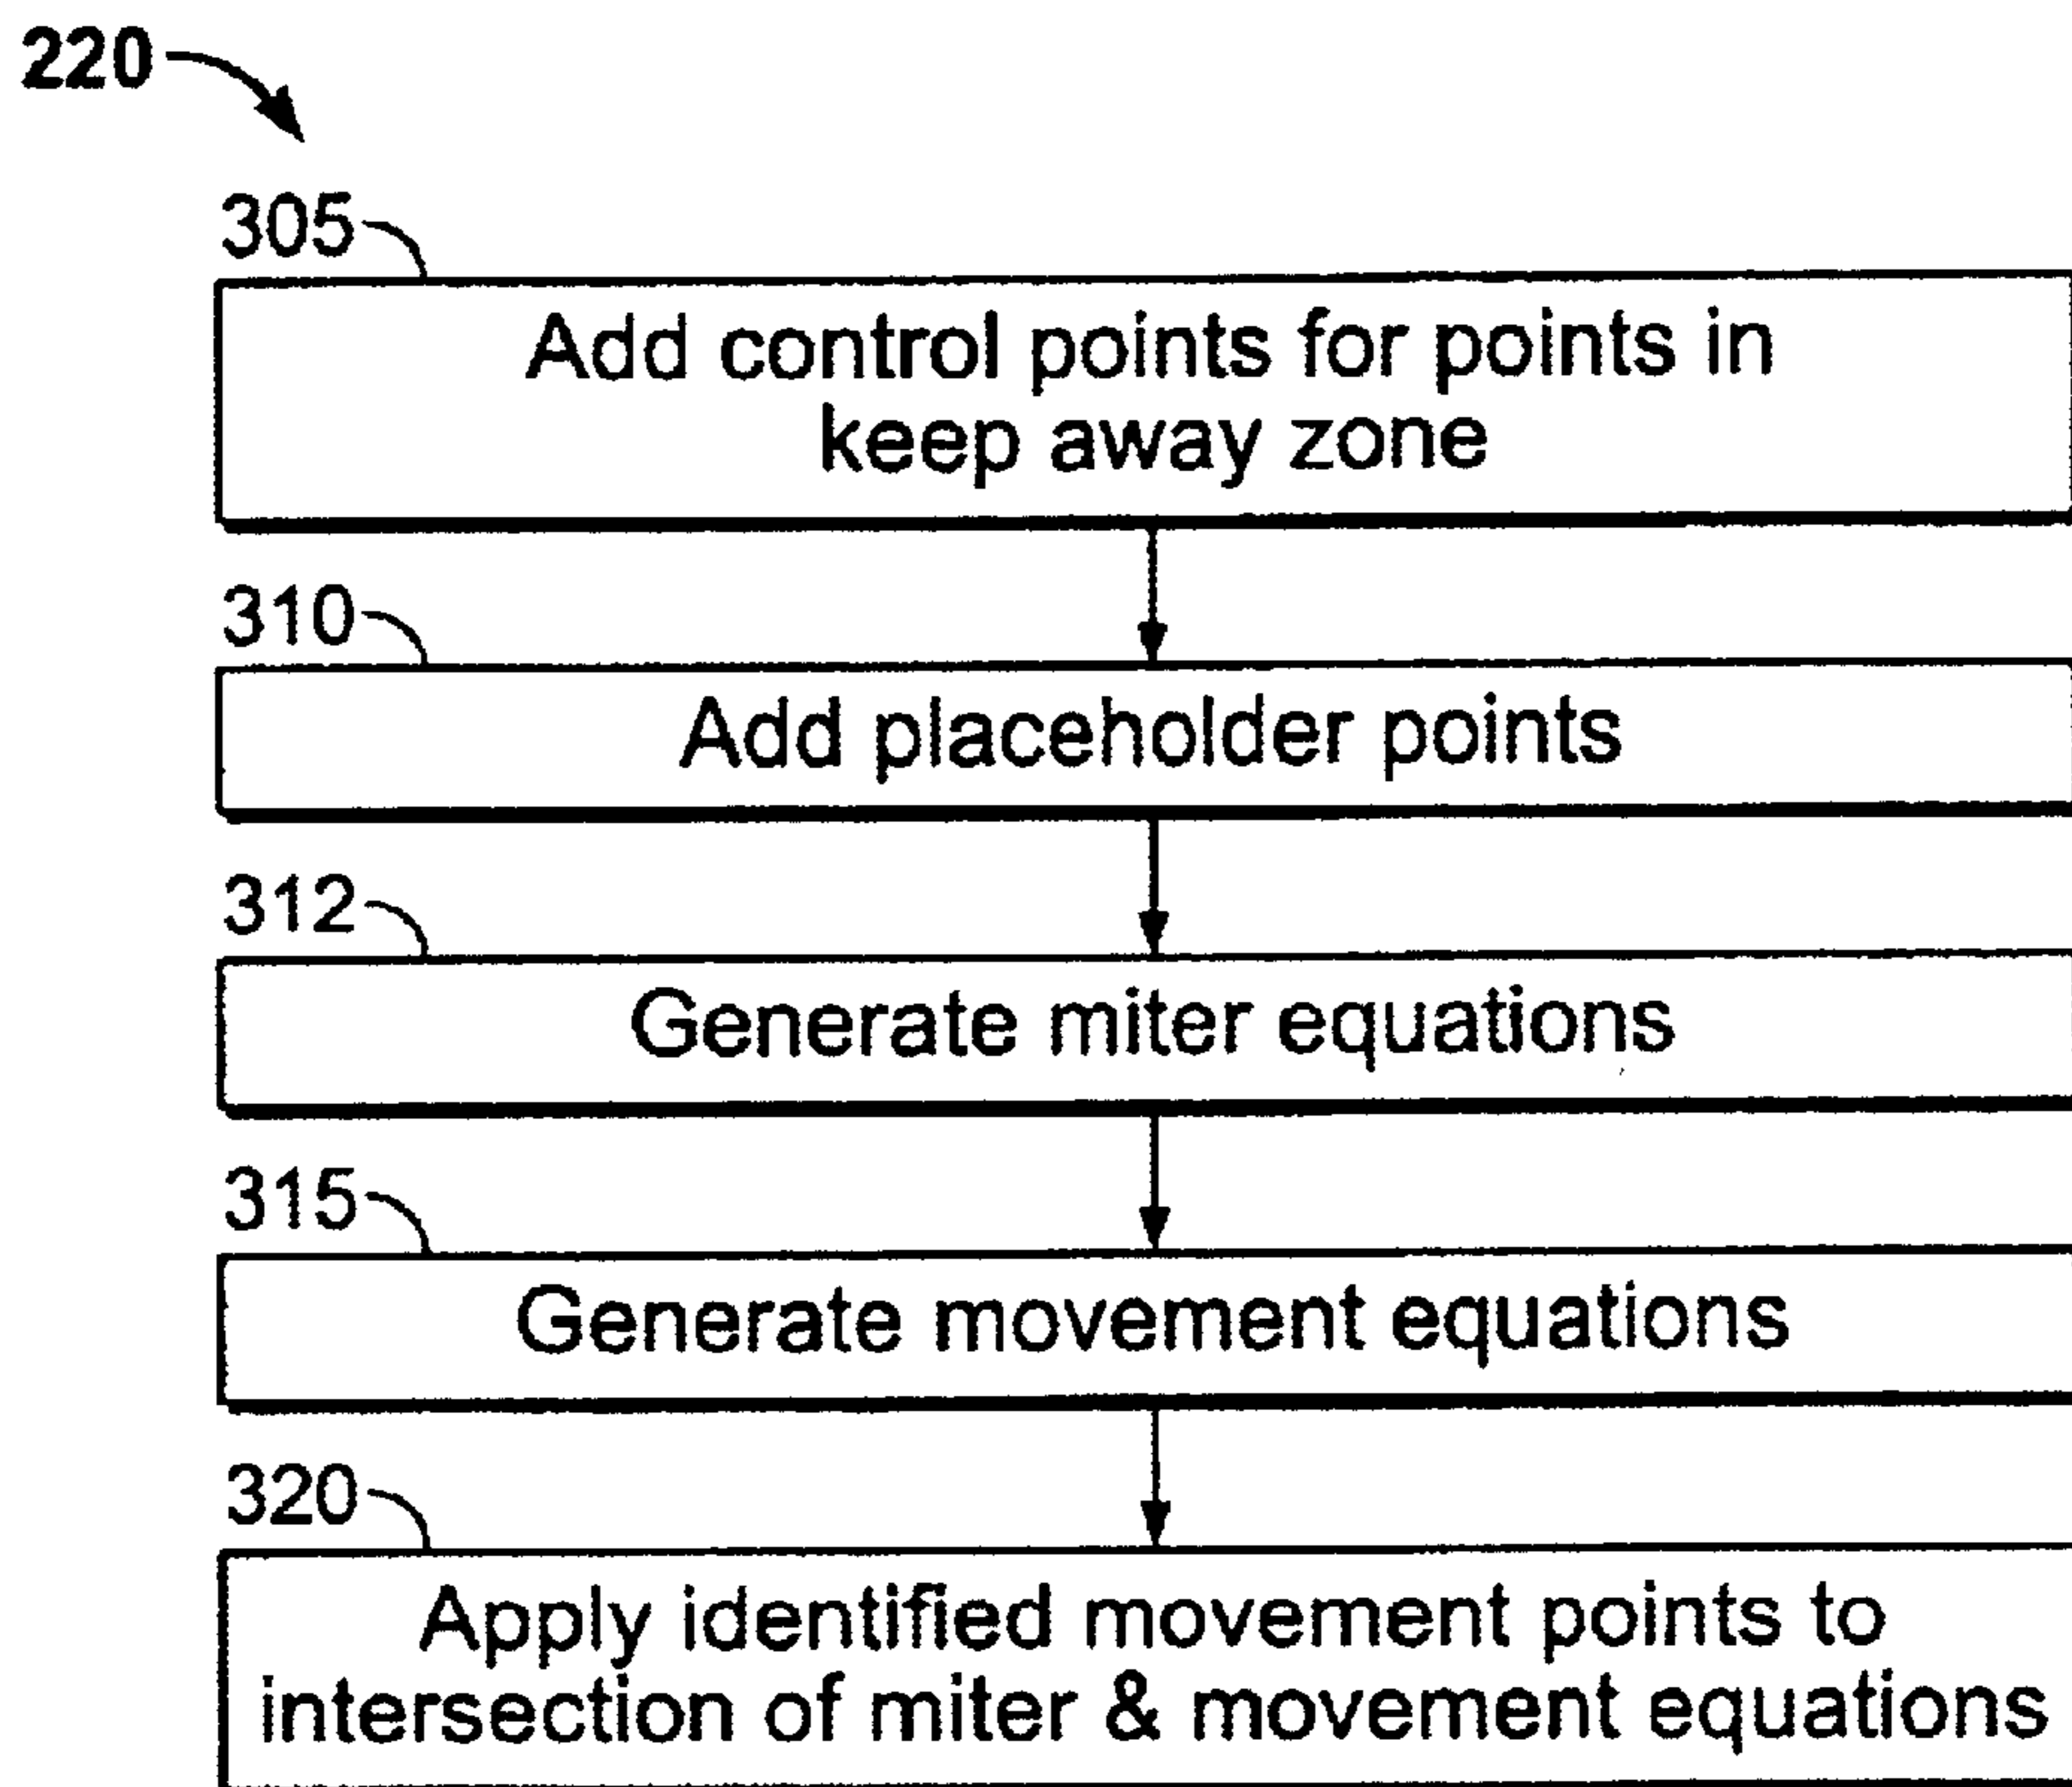 220
305
Add control points for points in
keep away zone
310
Add placeholder points
312
Generate miter equations
315
Generate movement equations
320
Apply identified movement points to
intersection of miter & movement equations